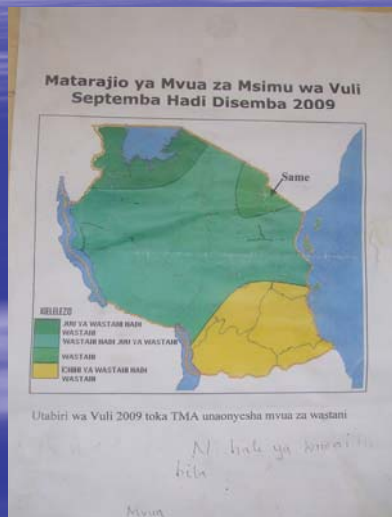 Matarajio ya Mvua za Msimu wa Vuli
Septemba Hadi Disemba 2009
Same
KIELELEZO
JUU YA WASTANI HADI
WASTANI
WASTANI HADI JUU YA WASTANI
WASTANI
CHINI YA WASTANI HADI
WASTANI
Utabiri wa Vuli 2009 toka TMA unaonyesha mvua za wastani
ya
Mvua